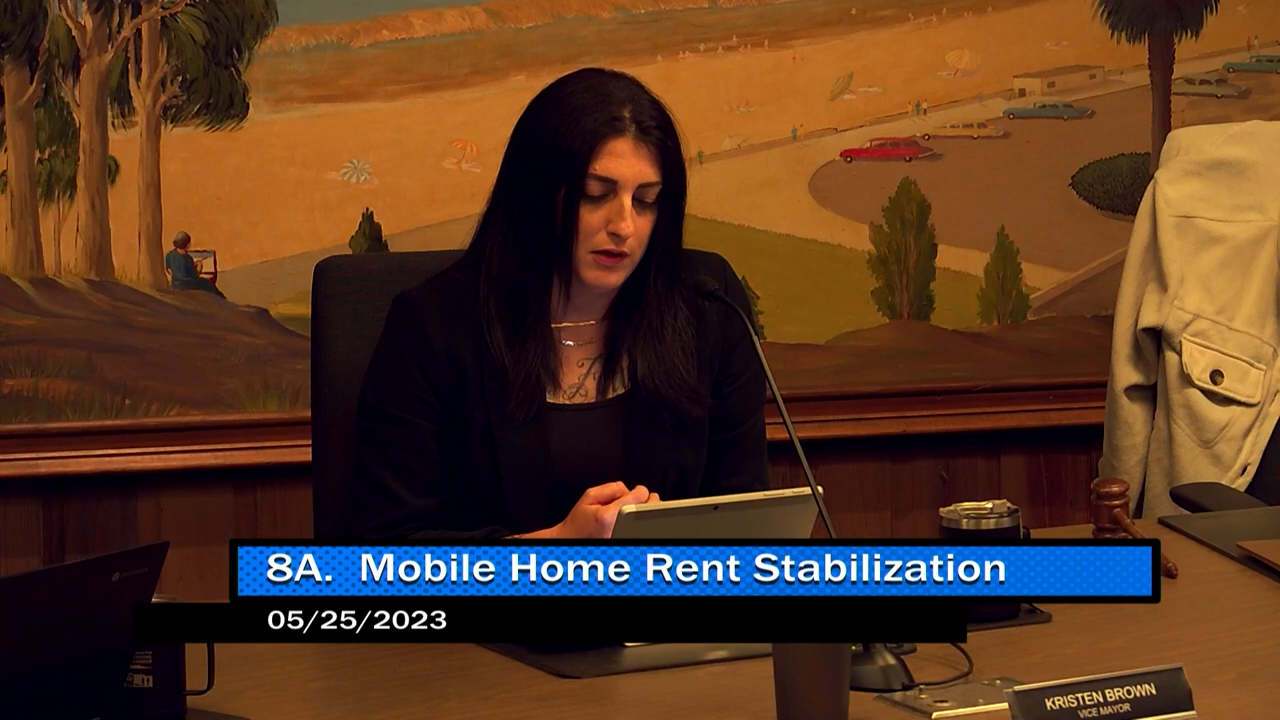 8A. Mobile Home Rent Stabilization
05/25/2023
KRISTEN BROWN
VICE MAYOR